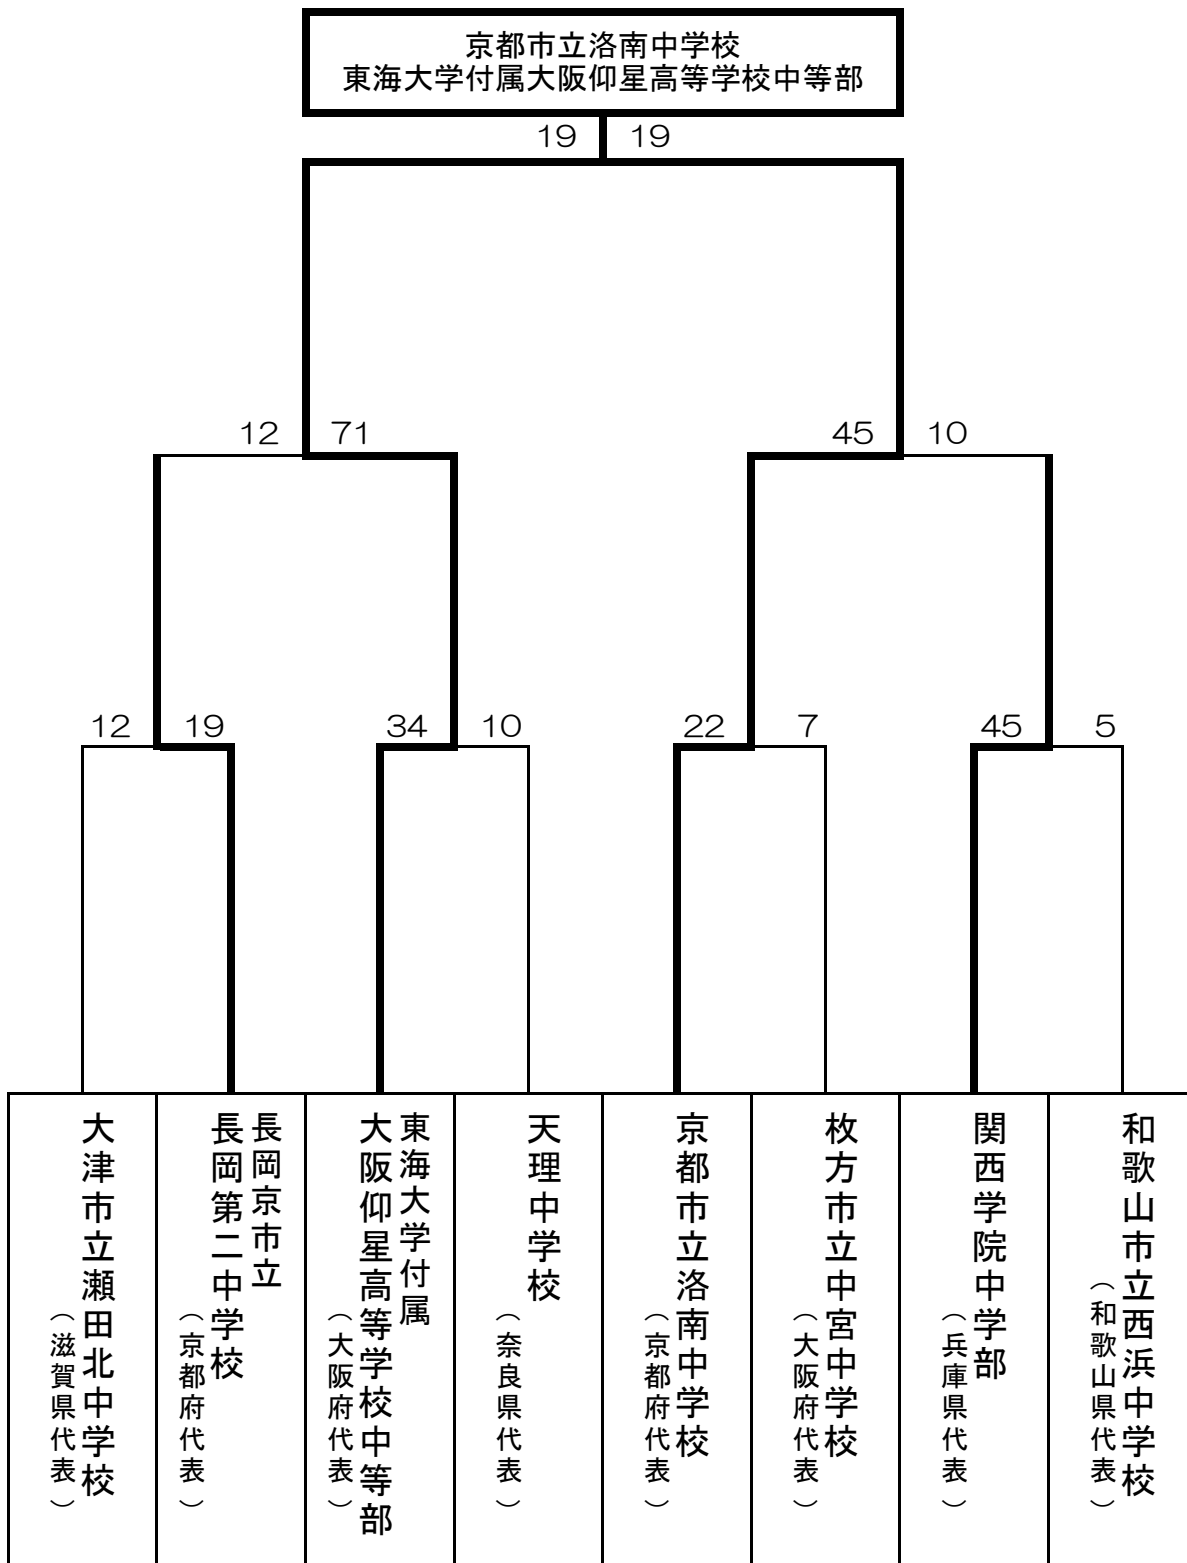 京都市立洛南中学校
東海大学付属大阪仰星高等学校中等部
19 19
12 71 45 10
12 19 34 10 22 7 45 5
大津市立瀬田北中学校
（滋賀県代表）
長岡京市立
長岡第二中学校
（京都府代表）
東海大学付属
大阪仰星高等学校中等部
（大阪府代表）
天理中学校
（奈良県代表）
京都市立洛南中学校
（京都府代表）
枚方市立中宮中学校
（大阪府代表）
関西学院中学部
（兵庫県代表）
和歌山市立西浜中学校
（和歌山県代表）